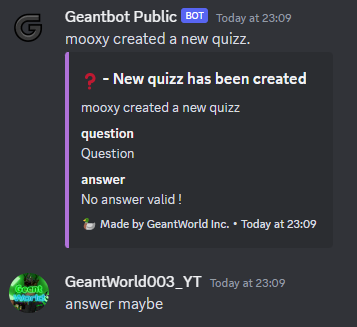 Geantbot Public BOT Today at 23:09
mooxy created a new quizz.
❓ - New quizz has been created
mooxy created a new quizz
question
Question
answer
No answer valid !
🦆 Made by GeantWorld Inc. • Today at 23:09
GeantWorld003_YT Today at 23:09
answer maybe